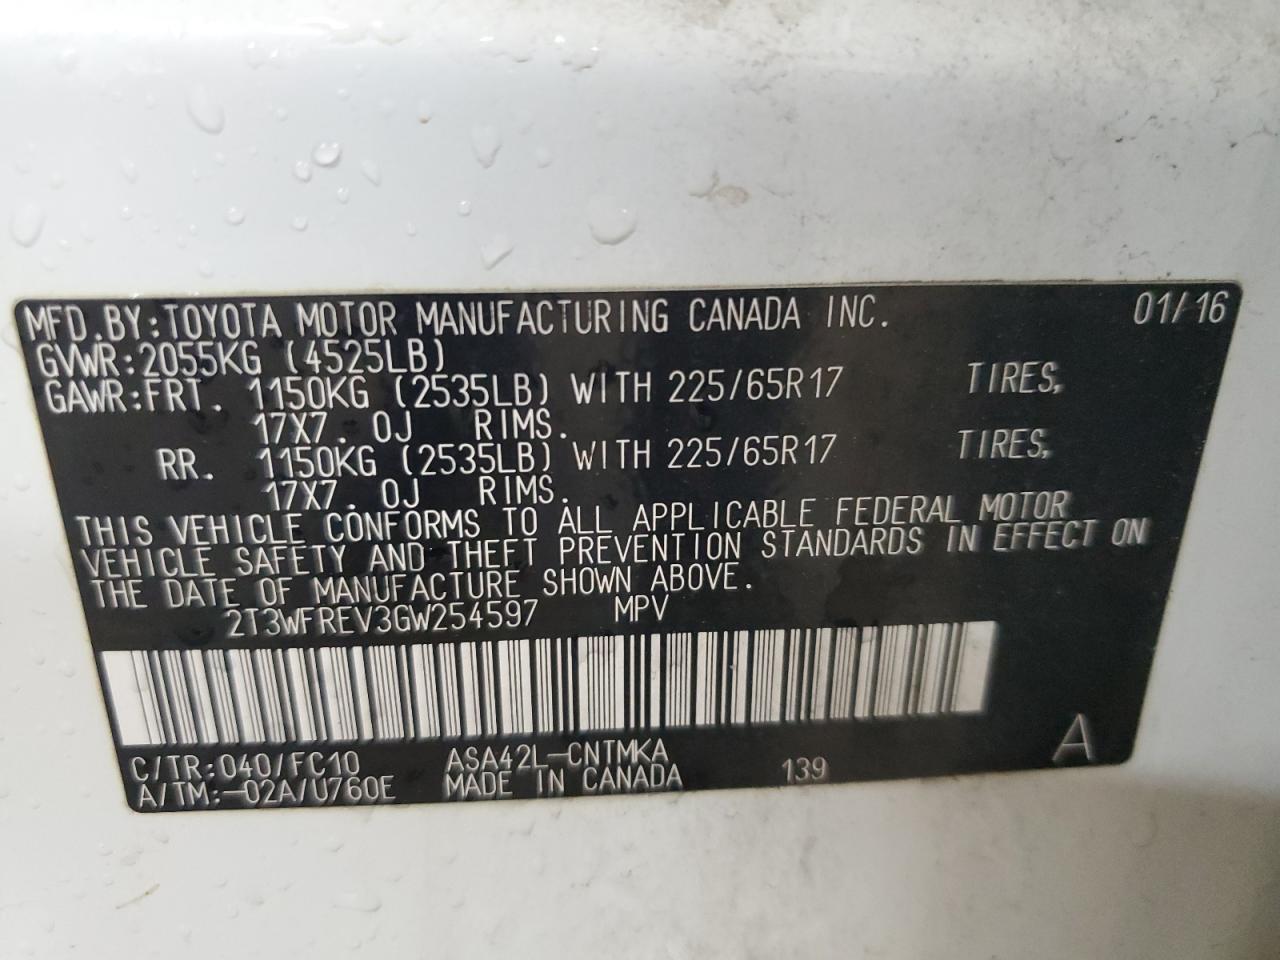 MFD.BY:TOYOTA MOTOR MANUFACTURING CANADA INC. 01/16
GVWR:2055KG (4525LB)
GAWR:FRT. 1150KG (2535LB) WITH 225/65R17 TIRES,
17X7.0J RIMS.
RR. 1150KG (2535LB) WITH 225/65R17 TIRES,
17X7.0J RIMS.
THIS VEHICLE CONFORMS TO ALL APPLICABLE FEDERAL MOTOR
VEHICLE SAFETY AND THEFT PREVENTION STANDARDS IN EFFECT ON
THE DATE OF MANUFACTURE SHOWN ABOVE.
2T3WFREV3GW254597 MPV
C/TR:040/FC10 ASA42L-CNTMKA A
A/TM:-02A/U760E MADE IN CANADA 139